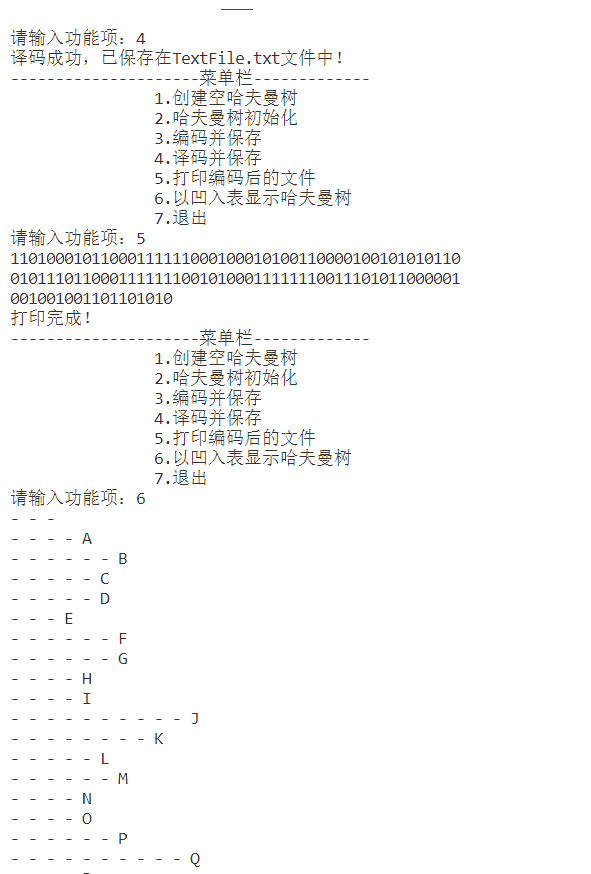 请输入功能项：4
译码成功，已保存在TextFile.txt文件中！
---------------------菜单栏-------------
1.创建空哈夫曼树
2.哈夫曼树初始化
3.编码并保存
4.译码并保存
5.打印编码后的文件
6.以凹入表显示哈夫曼树
7.退出
请输入功能项：5
11010001011000111111000100010100110000100101010110
01011101100011111110010100011111110011101011000001
001001001101101010
打印完成！
---------------------菜单栏-------------
1.创建空哈夫曼树
2.哈夫曼树初始化
3.编码并保存
4.译码并保存
5.打印编码后的文件
6.以凹入表显示哈夫曼树
7.退出
请输入功能项：6
- - -
- - - - A
- - - - - - B
- - - - - C
- - - - - D
- - - E
- - - - - - F
- - - - - - G
- - - - H
- - - - I
- - - - - - - - - - J
- - - - - - - - K
- - - - - L
- - - - - - M
- - - - N
- - - - O
- - - - - - P
- - - - - - - - - - Q